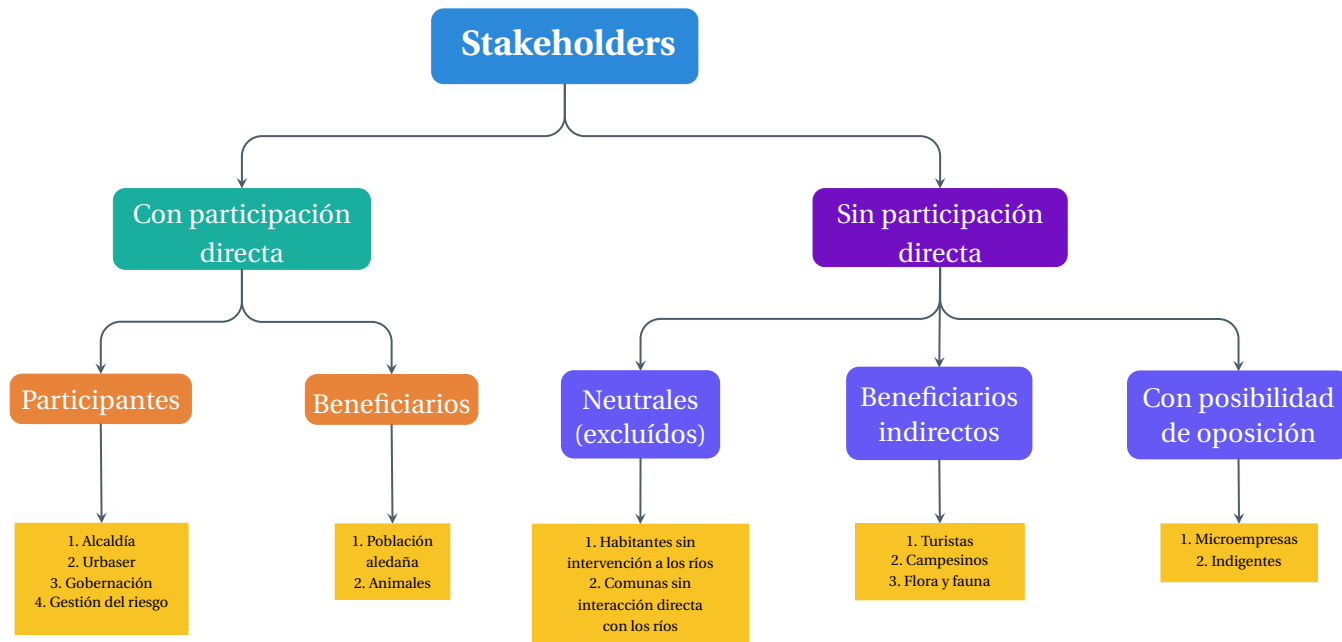 Stakeholders
Con participación
directa
Sin participación
directa
Participantes
Beneficiarios
Neutrales
(excluídos)
Beneficiarios
indirectos
Con posibilidad
de oposición
1. Alcaldía
2. Urbaser
3. Gobernación
4. Gestión del riesgo
1. Población
aledaña
2. Animales
1. Habitantes sin
intervención a los ríos
2. Comunas sin
interacción directa
con los ríos
1. Turistas
2. Campesinos
3. Flora y fauna
1. Microempresas
2. Indigentes